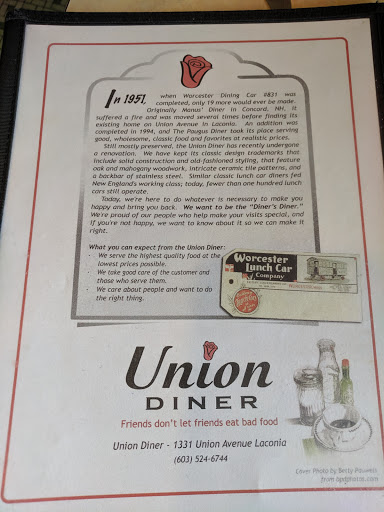 In 1951, when Worcester Dining Car #831 was
completed, only 19 more would ever be made.
Originally Manus' Diner in Concord, NH, it
suffered a fire and was moved several times before finding its
existing home on Union Avenue in Laconia. An addition was
completed in 1994, and The Paugus Diner took its place serving
good, wholesome, classic food and favorites at realistic prices.
Still mostly preserved, the Union Diner has recently undergone
a renovation. We have kept its classic design trademarks that
include solid construction and old-fashioned styling, that feature
oak and mahogany woodwork, intricate ceramic tile patterns, and
a backbar of stainless steel. Similar classic lunch car diners fed
New England's working class; today, fewer than one hundred lunch
cars still operate.
Today, we're here to do whatever is necessary to make you
happy and bring you back. We want to be the "Diner's Diner."
We're proud of our people who help make your visits special, and
if you're not happy, we want to know about it so we can make it
right.
What you can expect from the Union Diner:
· We serve the highest quality food at the
lowest prices possible.
· We take good care of the customer and
those who serve them.
· We care about people and want to do
the right thing.
Worcester
Lunch Car
Company
Union
DINER
Friends don't let friends eat bad food
Union Diner - 1331 Union Avenue Laconia
(603) 524-6744
Cover Photo by Betsy
from